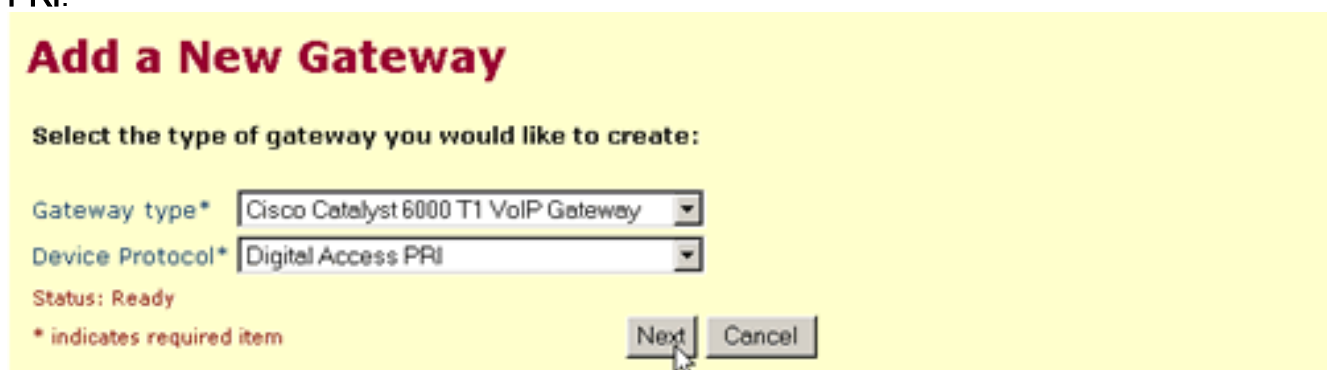 PRI.
Add a New Gateway
Select the type of gateway you would like to create:
Gateway type* Cisco Catalyst 6000 T1 VoIP Gateway
Device Protocol* Digital Access PRI
Status: Ready
* indicates required item Next Cancel